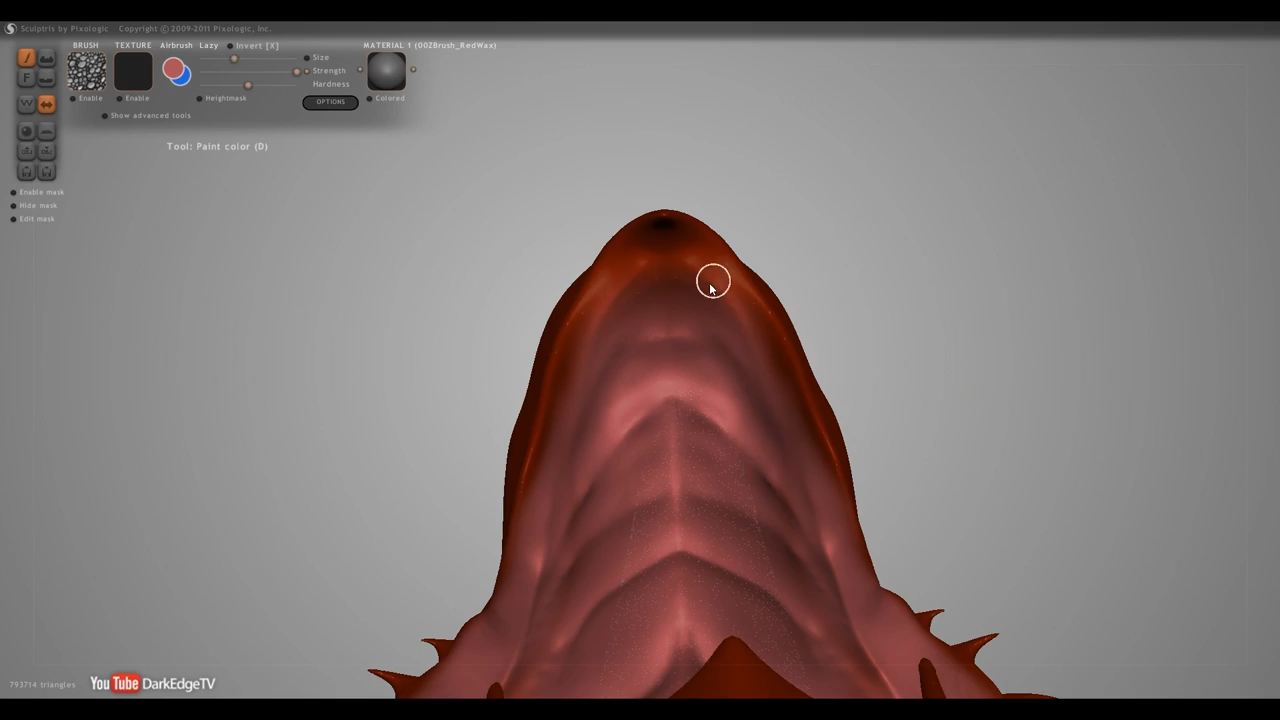 Sculptris by Pixologic Copyright © 2009-2011 Pixologic, Inc.
BRUSH TEXTURE Airbrush Lazy Invert [X] MATERIAL 1 (00ZBrush_RedWax)
Size
Strength
Hardness
Enable Enable Heightmask OPTIONS Colored
Show advanced tools
Tool: Paint color (D)
F
W
OBJ OBJ
Enable mask
Hide mask
Edit mask
793714 triangles
YouTube DarkEdgeTV